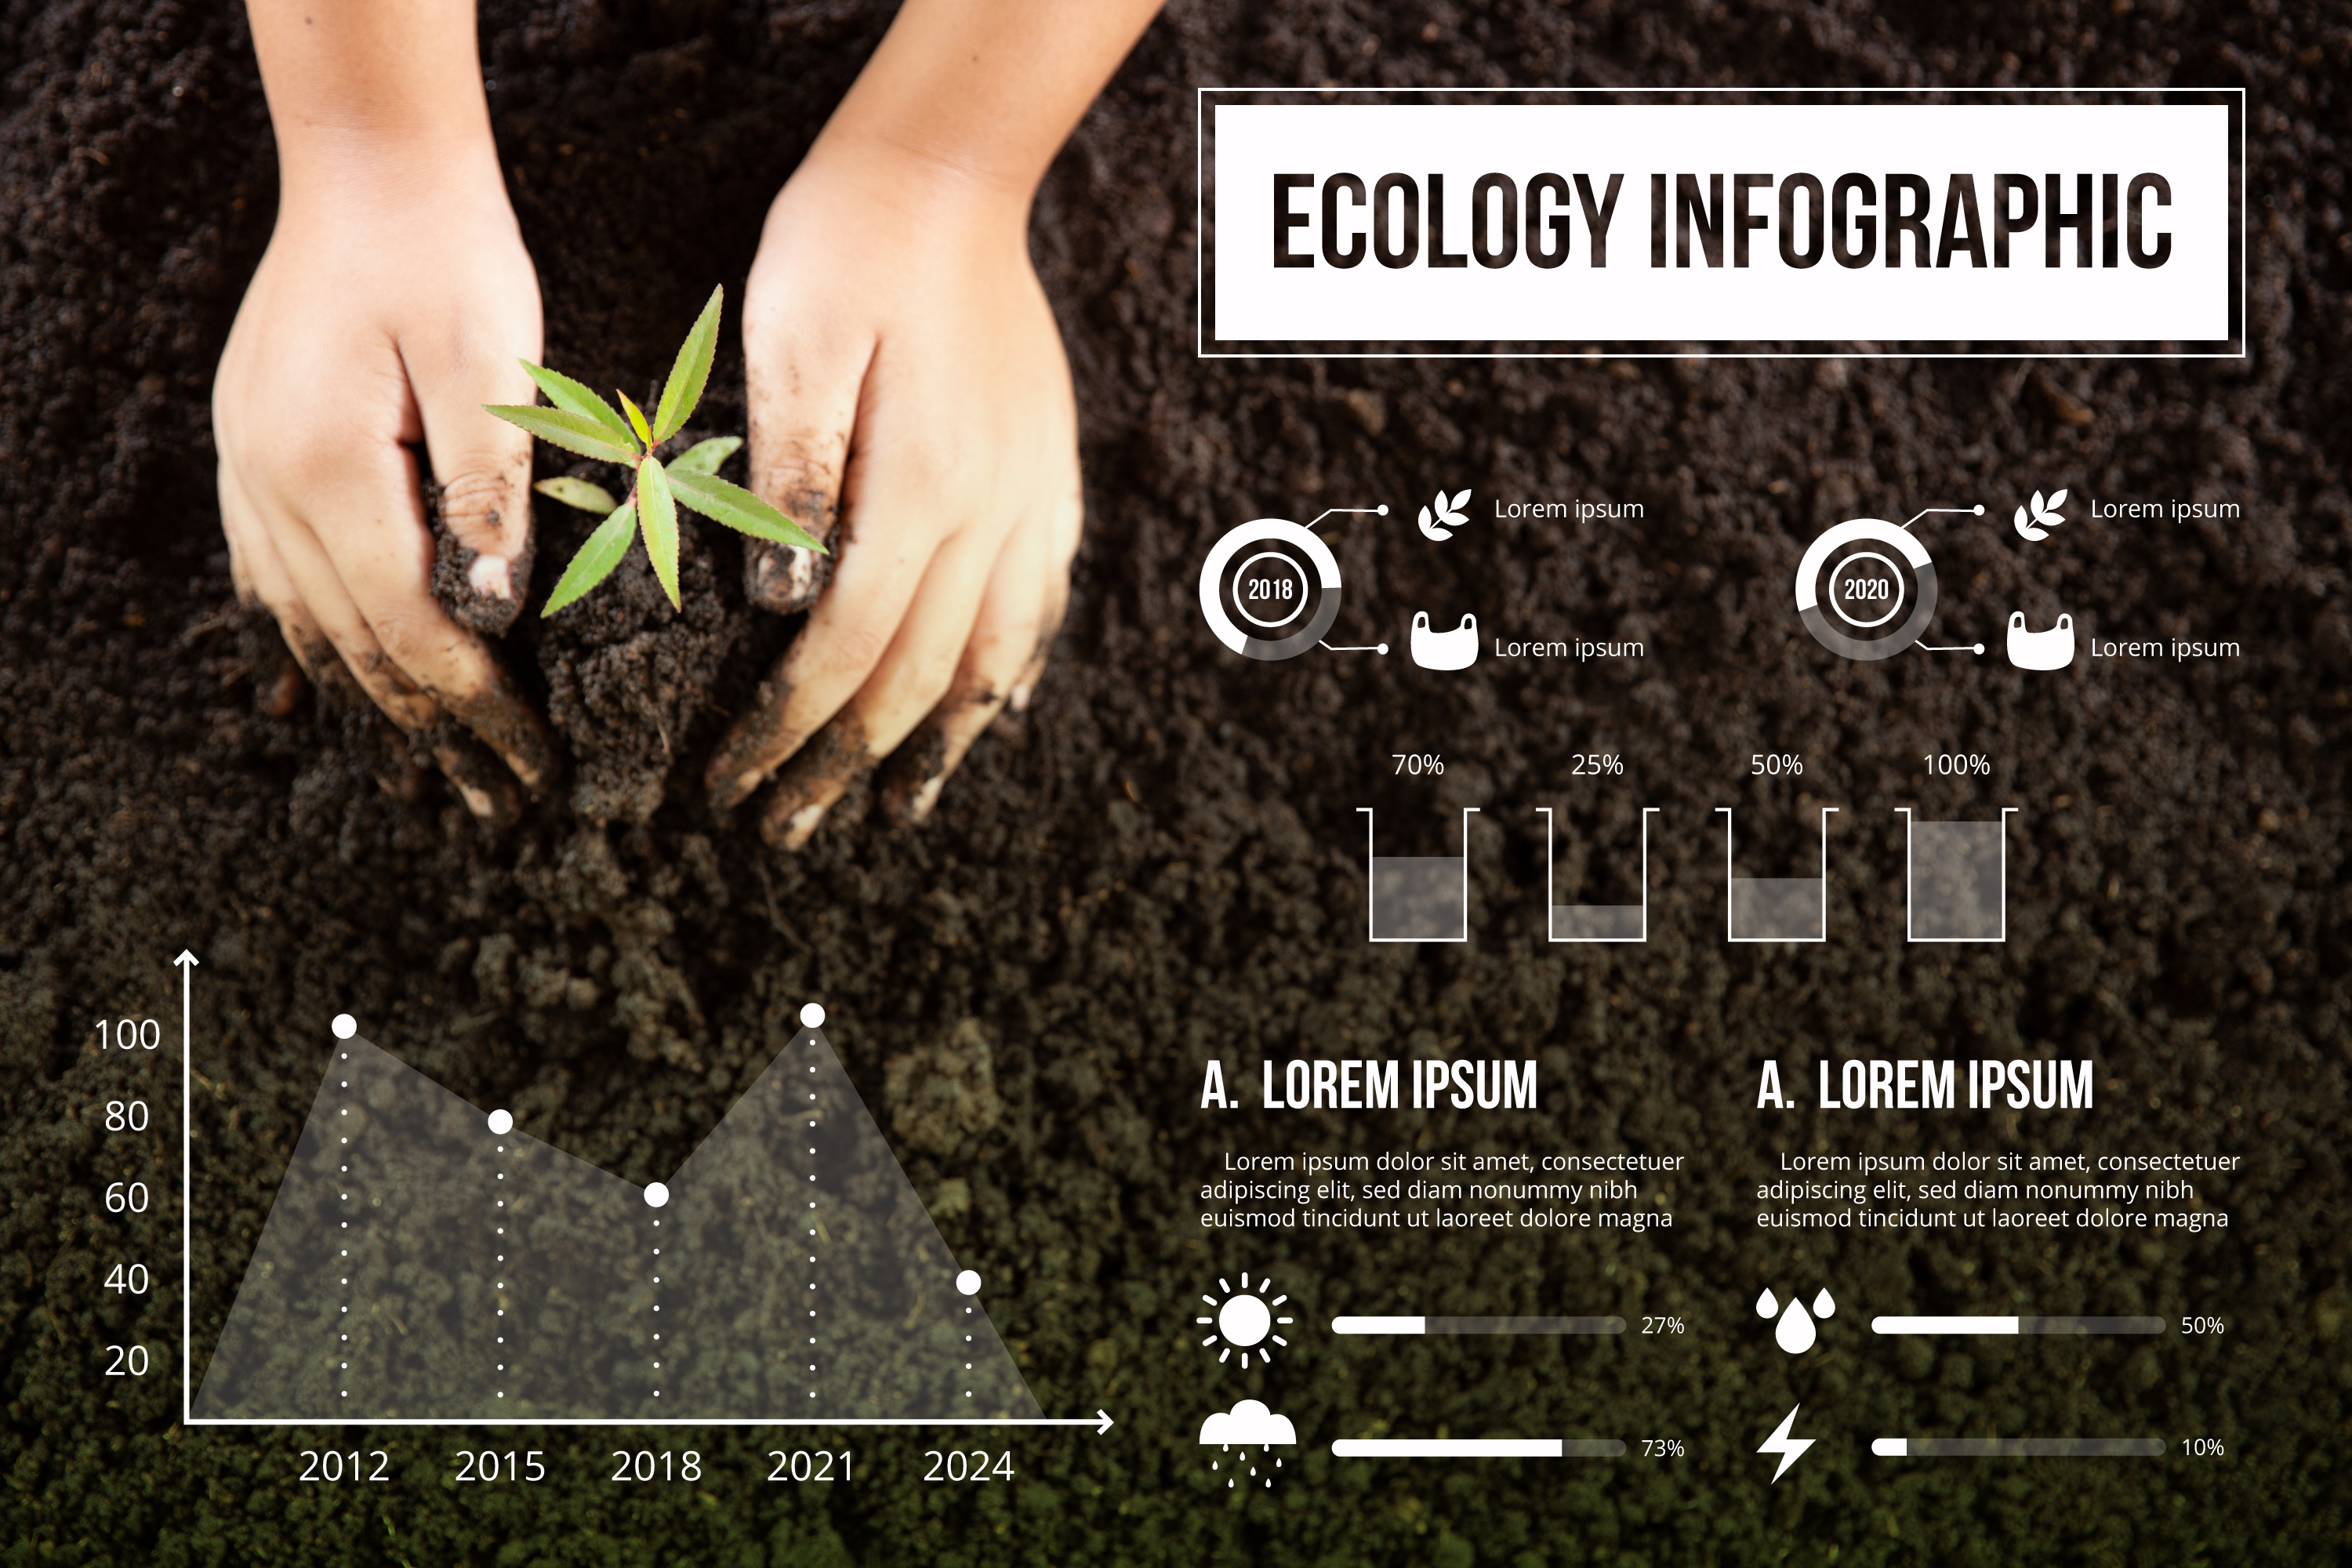 ECOLOGY INFOGRAPHIC
2018
Lorem ipsum
Lorem ipsum
2020
Lorem ipsum
Lorem ipsum
70% 25% 50% 100%
100
80
60
40
20
2012 2015 2018 2021 2024
A. LOREM IPSUM
Lorem ipsum dolor sit amet, consectetuer
adipiscing elit, sed diam nonummy nibh
euismod tincidunt ut laoreet dolore magna
27%
73%
A. LOREM IPSUM
Lorem ipsum dolor sit amet, consectetuer
adipiscing elit, sed diam nonummy nibh
euismod tincidunt ut laoreet dolore magna
50%
10%